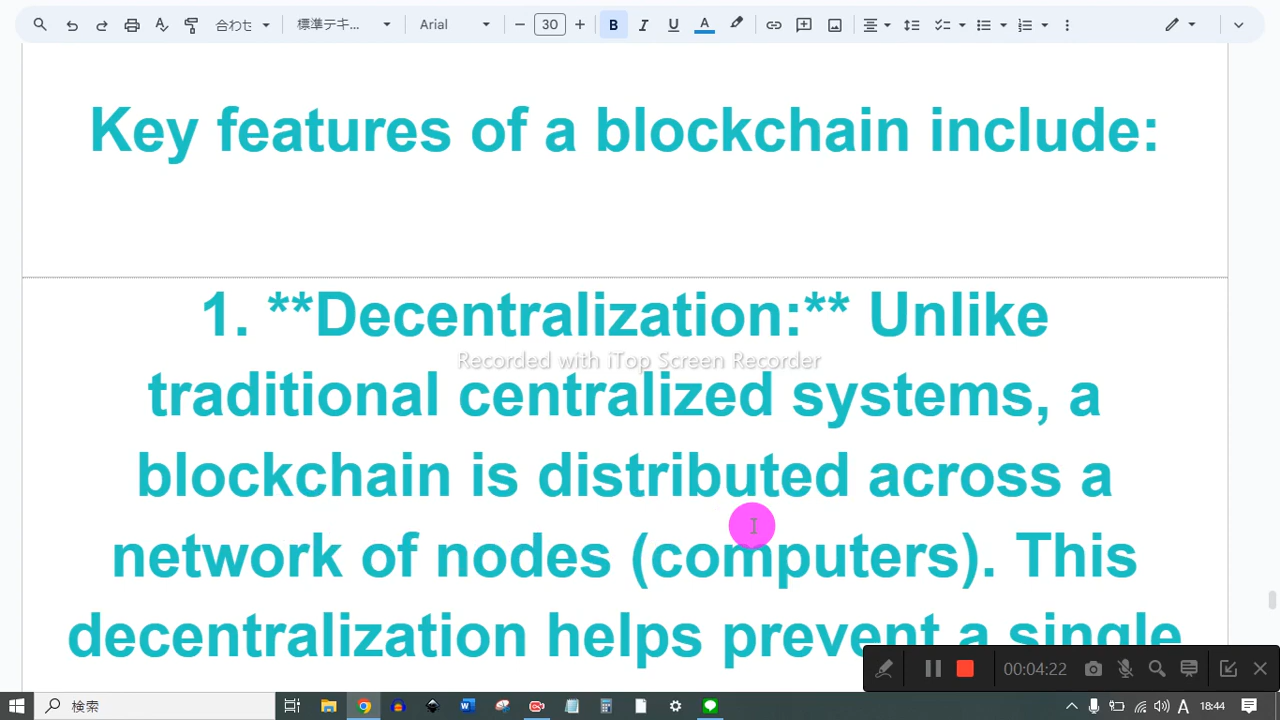 合わせ
標準テキ...
Arial
30
B
I
U
A
Key features of a blockchain include:
1. **Decentralization:** Unlike
traditional centralized systems, a
Recorded with iTop Screen Recorder
blockchain is distributed across a
network of nodes (computers). This
decentralization helps prevent a single
00:04:22
検索
A
18:44